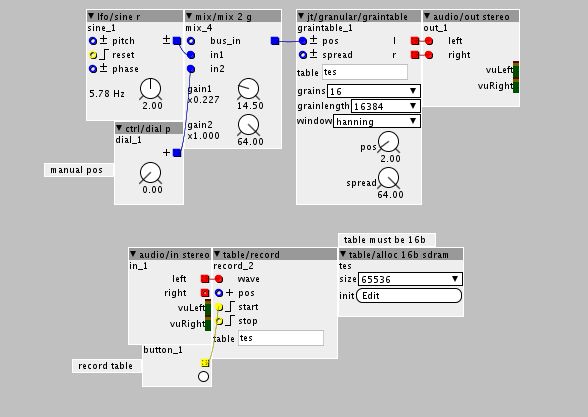 lfo/sine r
sine_1
pitch ±
reset
± phase
5.78 Hz
2.00
mix/mix 2 g
mix_4
bus_in
in1
in2
gain1
x0.227
14.50
gain2
x1.000
64.00
jt/granular/graintable
graintable_1
± pos l
± spread r
table tes
grains 16
grainlength 16384
window hanning
pos
2.00
spread
64.00
audio/out stereo
out_1
left
right
vuLeft
vuRight
ctrl/dial p
dial_1
+
0.00
manual pos
audio/in stereo
in_1
left
right
vuLeft
vuRight
table/record
record_2
wave
+ pos
start
stop
table tes
table must be 16b
table/alloc 16b sdram
tes
size 65536
init Edit
button_1
record table